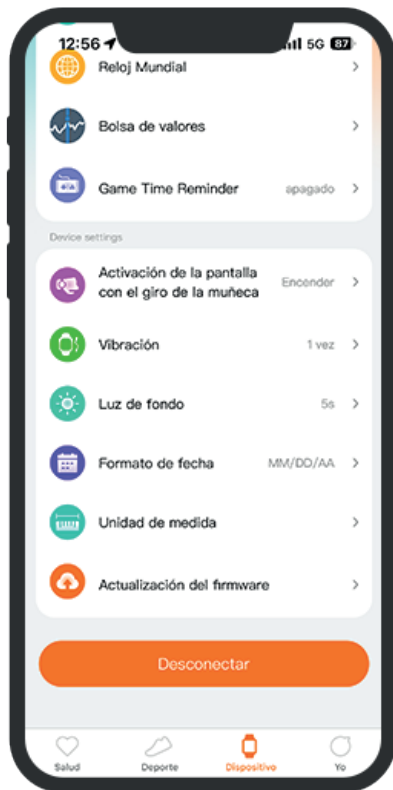 12:56
5G 87
Reloj Mundial
Bolsa de valores
Game Time Reminder apagado
Device settings
Activación de la pantalla
con el giro de la muñeca Encender
Vibración 1 vez
Luz de fondo 5s
Formato de fecha MM/DD/AA
Unidad de medida
Actualización del firmware
Desconectar
Salud Deporte Dispositivo Yo